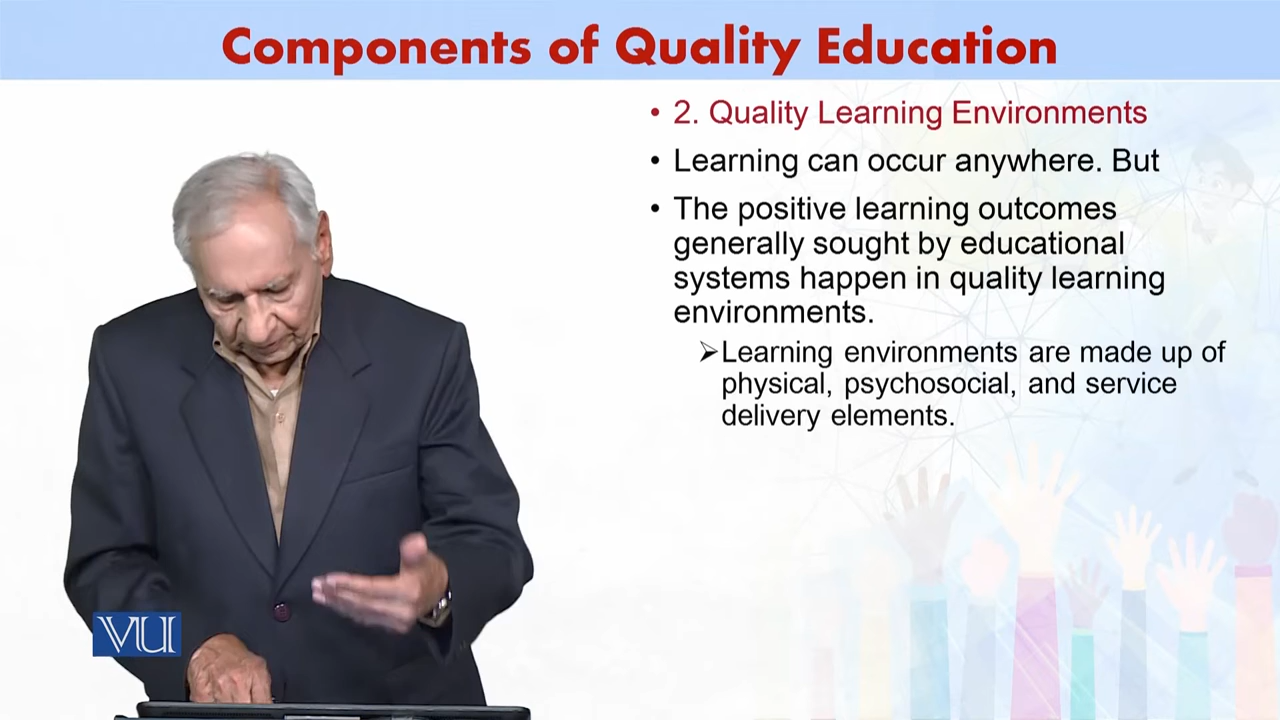 Components of Quality Education
• 2. Quality Learning Environments
• Learning can occur anywhere. But
• The positive learning outcomes
generally sought by educational
systems happen in quality learning
environments.
➢Learning environments are made up of
physical, psychosocial, and service
delivery elements.
VU